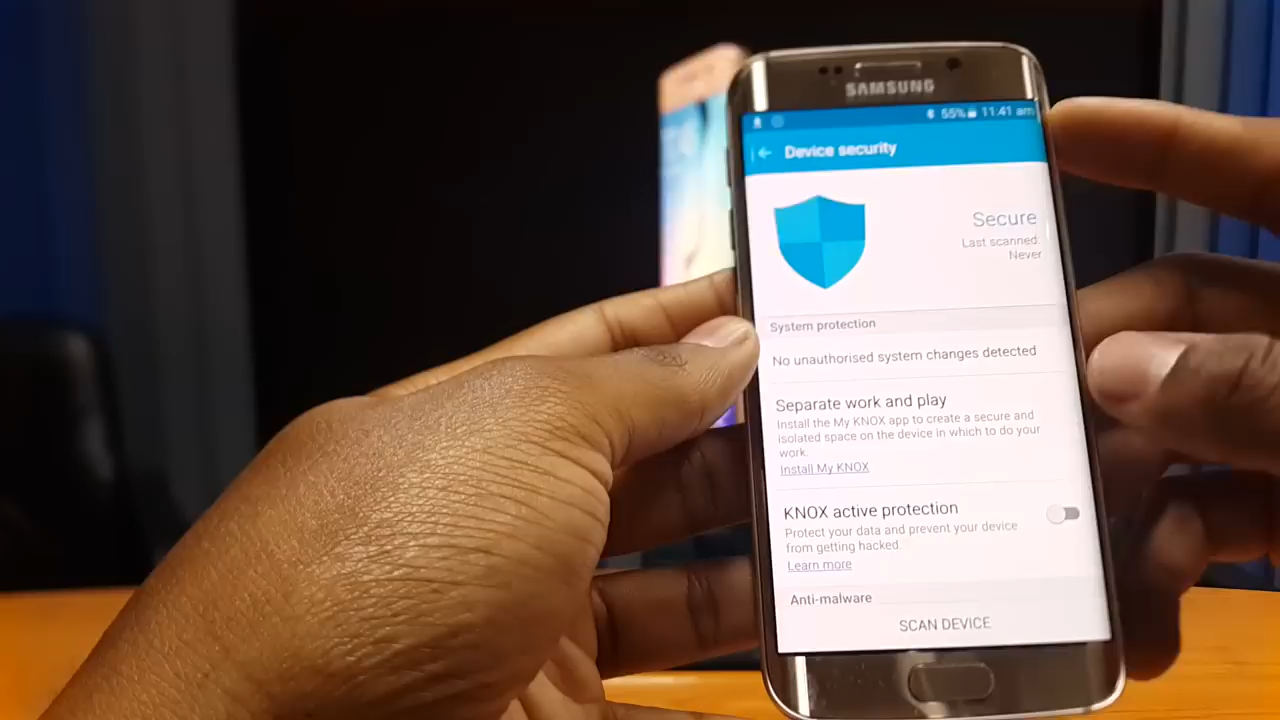 SAMSUNG
55% 11:41 am
Device security
Secure
Last scanned:
Never
System protection
No unauthorised system changes detected
Separate work and play
Install the My KNOX app to create a secure and
isolated space on the device in which to do your
work.
Install My KNOX
KNOX active protection
Protect your data and prevent your device
from getting hacked.
Learn more
Anti-malware
SCAN DEVICE